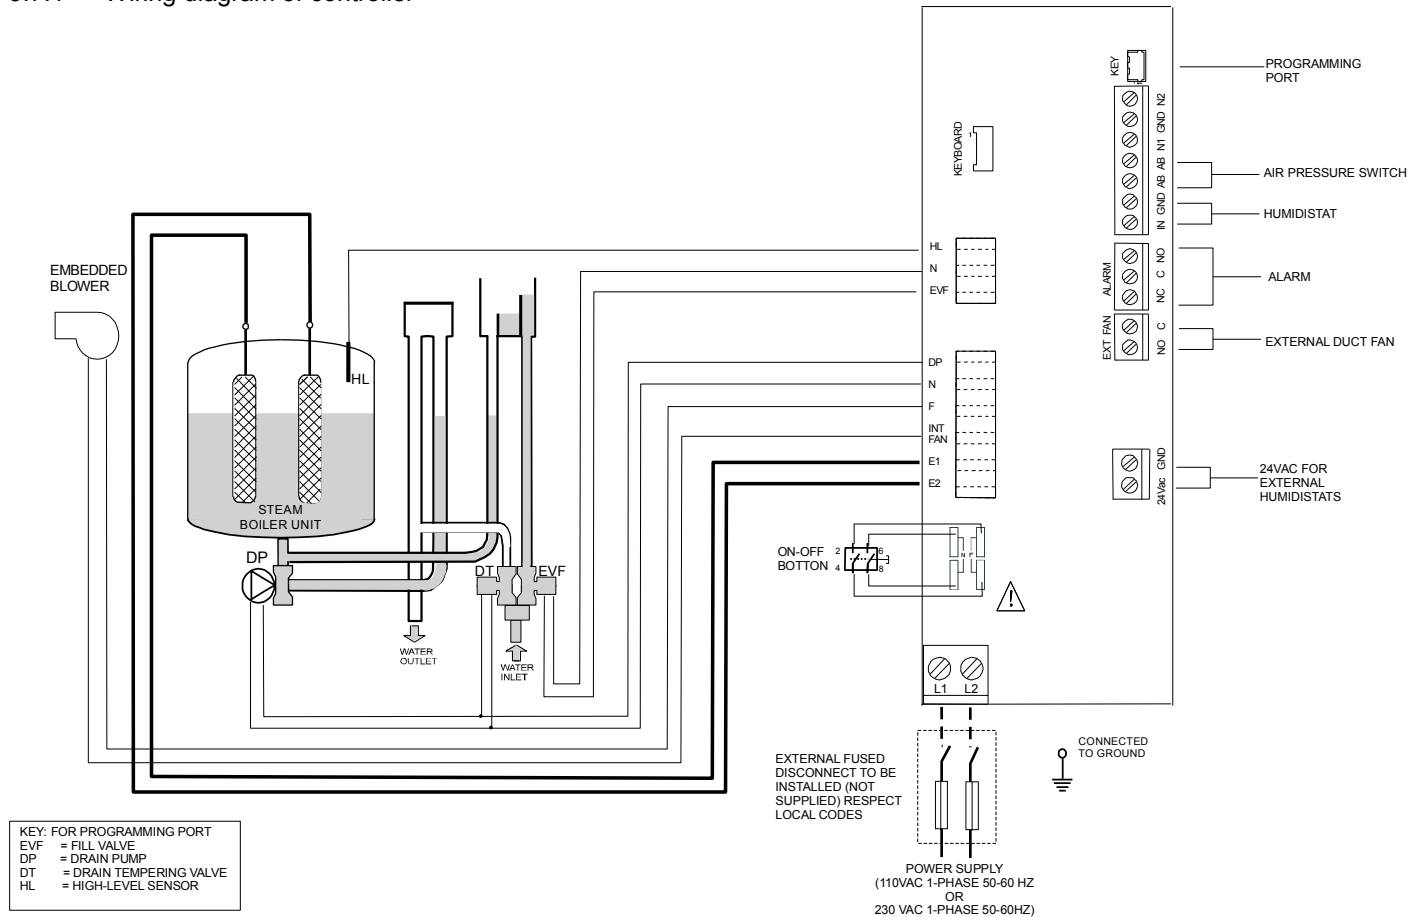 Wiring diagram of controller
KEY
PROGRAMMING
PORT
N2
GND
N1
AB
AB
GND
IN
KEYBOARD
AIR PRESSURE SWITCH
HUMIDISTAT
HL
N
EVF
ALARM
NO
C
NC
ALARM
EXT FAN
C
NO
EXTERNAL DUCT FAN
EMBEDDED
BLOWER
HL
DP
N
F
INT
FAN
E1
E2
GND
24Vac
24VAC FOR
EXTERNAL
HUMIDISTATS
STEAM
BOILER UNIT
DP
DT
EVF
ON-OFF
BOTTON
2
6
4
8
N
F
WATER
OUTLET
WATER
INLET
L1
L2
EXTERNAL FUSED
DISCONNECT TO BE
INSTALLED (NOT
SUPPLIED) RESPECT
LOCAL CODES
CONNECTED
TO GROUND
KEY: FOR PROGRAMMING PORT
EVF = FILL VALVE
DP = DRAIN PUMP
DT = DRAIN TEMPERING VALVE
HL = HIGH-LEVEL SENSOR
POWER SUPPLY
(110VAC 1-PHASE 50-60 HZ
OR
230 VAC 1-PHASE 50-60HZ)